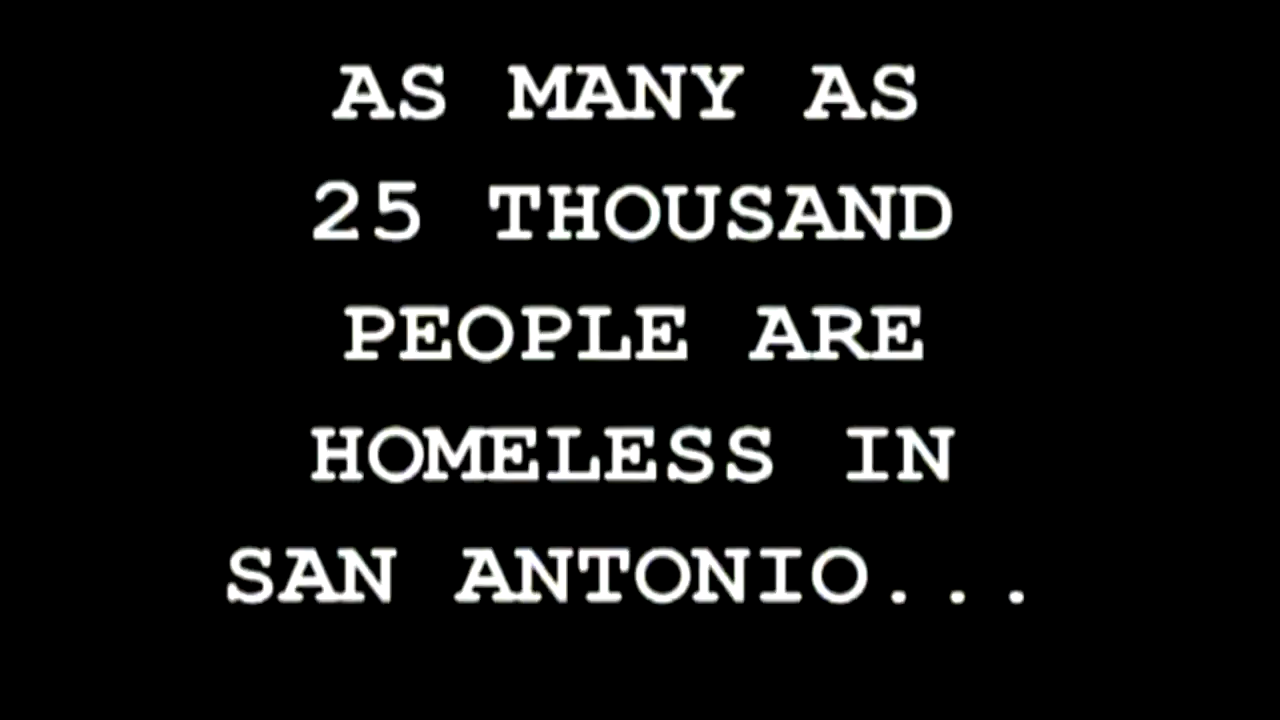 AS MANY AS
25 THOUSAND
PEOPLE ARE
HOMELESS IN
SAN ANTONIO...